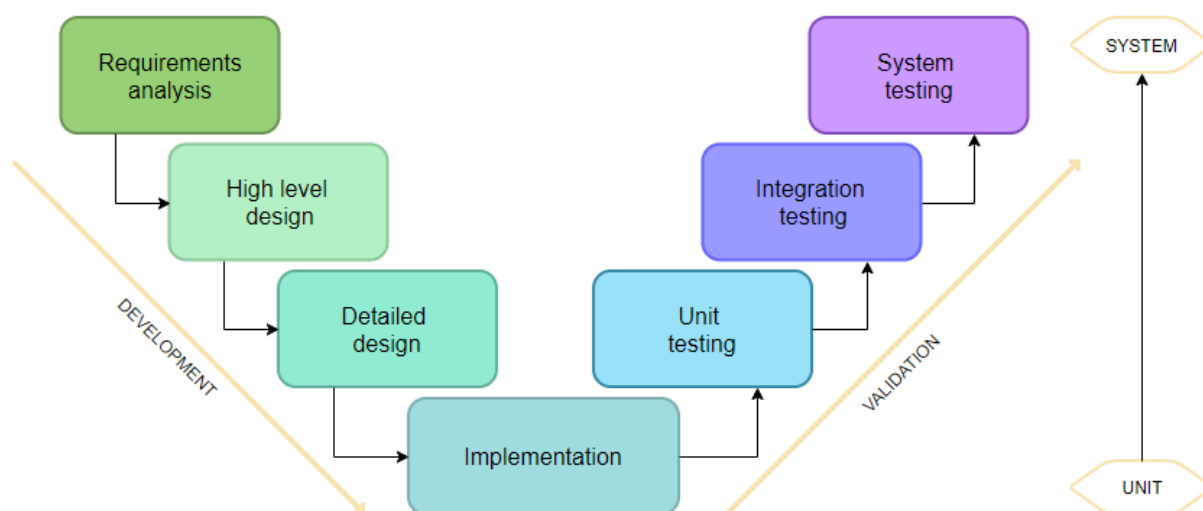 Requirements
analysis
System
testing
SYSTEM
High level
design
Integration
testing
Detailed
design
Unit
testing
DEVELOPMENT
VALIDATION
Implementation
UNIT